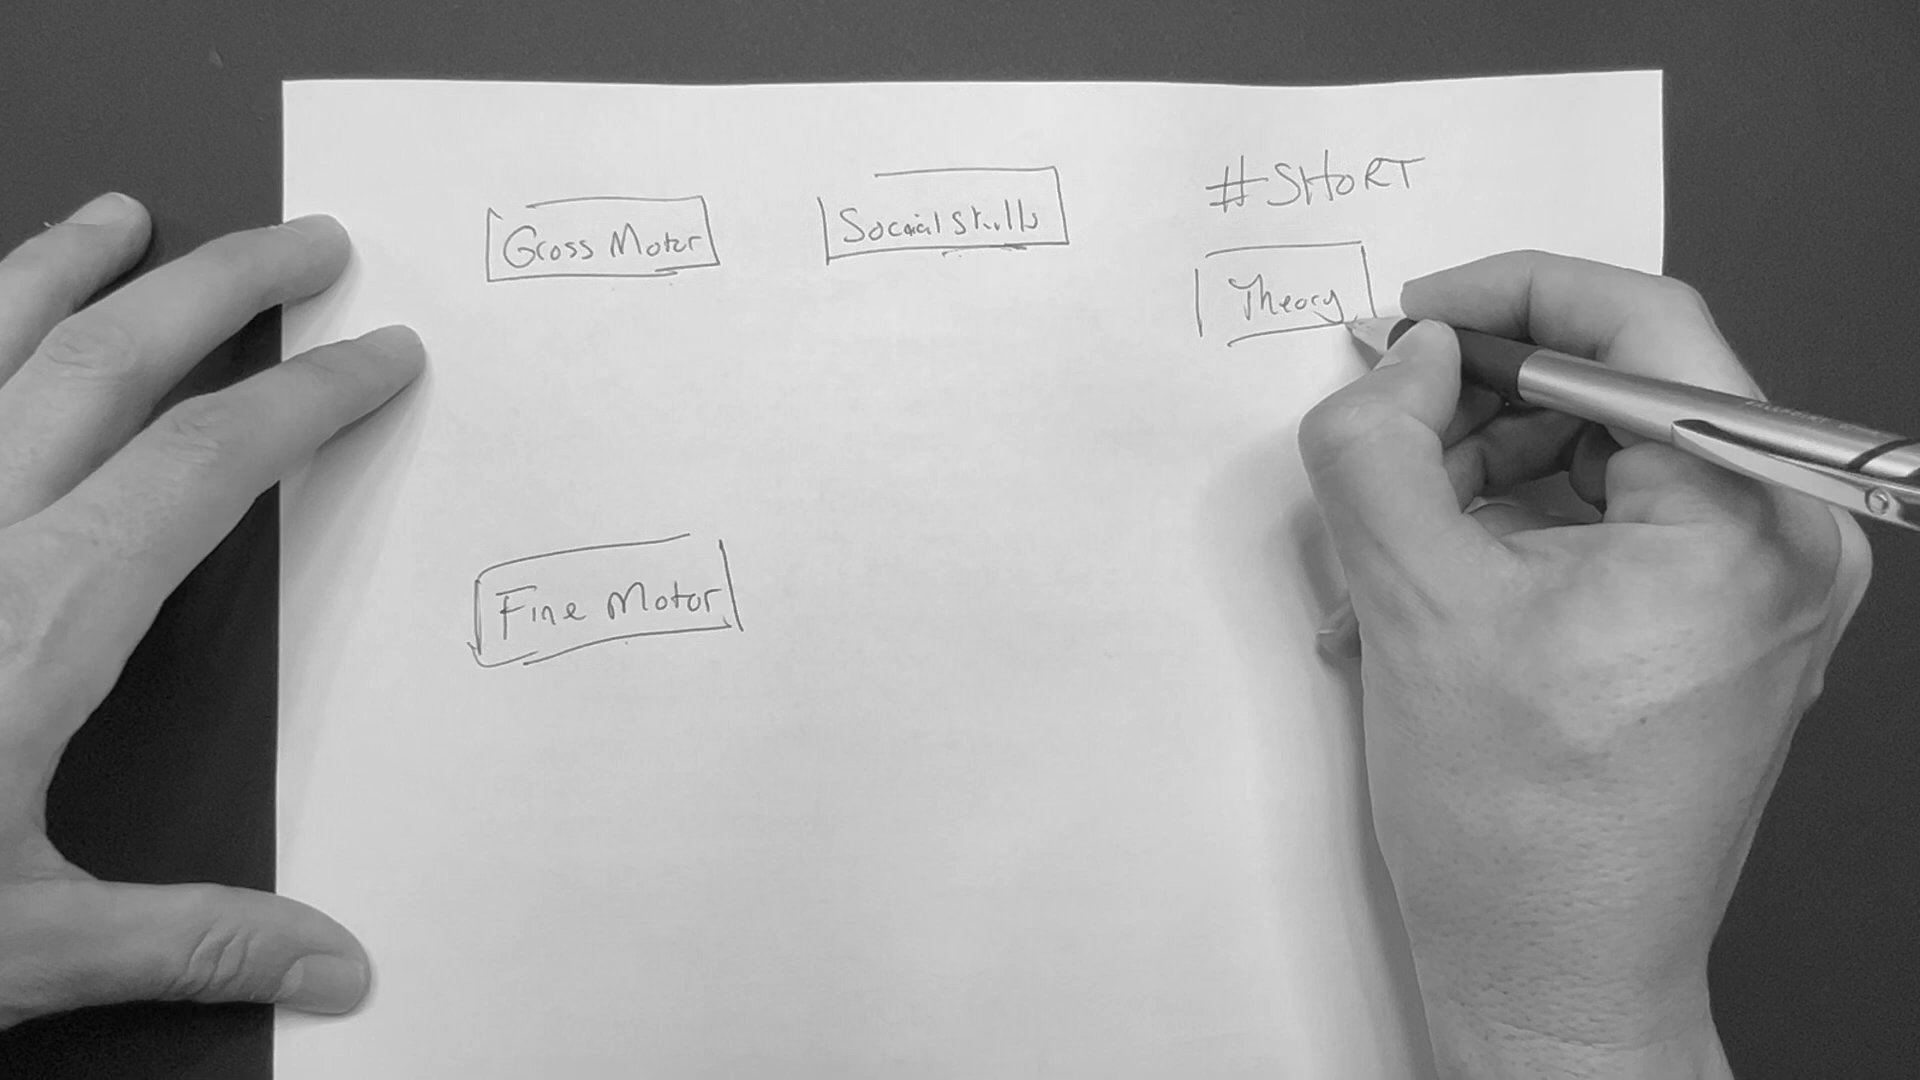 Gross Motor
Social Skills
#SHORT
Theory
Fine Motor